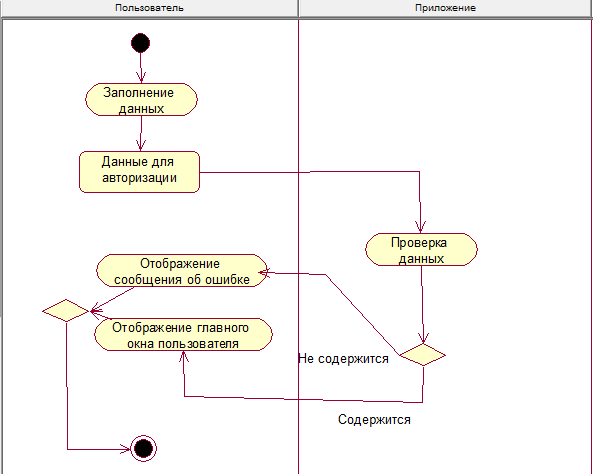 Пользователь
Приложение
Заполнение
данных
Данные для
авторизации
Проверка
данных
Отображение
сообщения об ошибке
Отображение главного
окна пользователя
Не содержится
Содержится